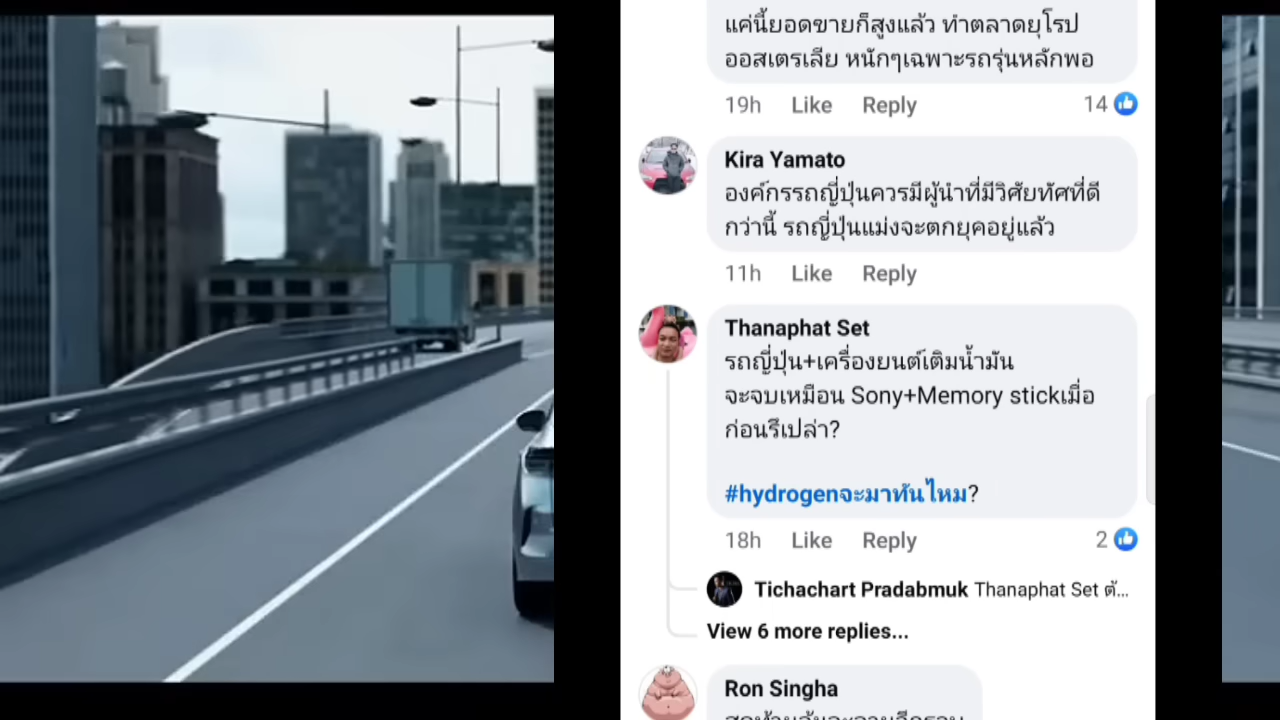 แค่นี้ยอดขายก็สูงแล้ว ทำตลาดยุโรป
ออสเตรเลีย หนักๆเฉพาะรถรุ่นหลักพอ
19h Like Reply 14
Kira Yamato
องค์กรรถญี่ปุ่นควรมีผู้นำที่มีวิศัยทัศที่ดี
กว่านี้ รถญี่ปุ่นแม่งจะตกยุคอยู่แล้ว
11h Like Reply
Thanaphat Set
รถญี่ปุ่น+เครื่องยนต์เติมน้ำมัน
จะจบเหมือน Sony+Memory stickเมื่อ
ก่อนรึเปล่า?
#hydrogenจะมาทันไหม?
18h Like Reply 2
Tichachart Pradabmuk Thanaphat Set ตั...
View 6 more replies...
Ron Singha